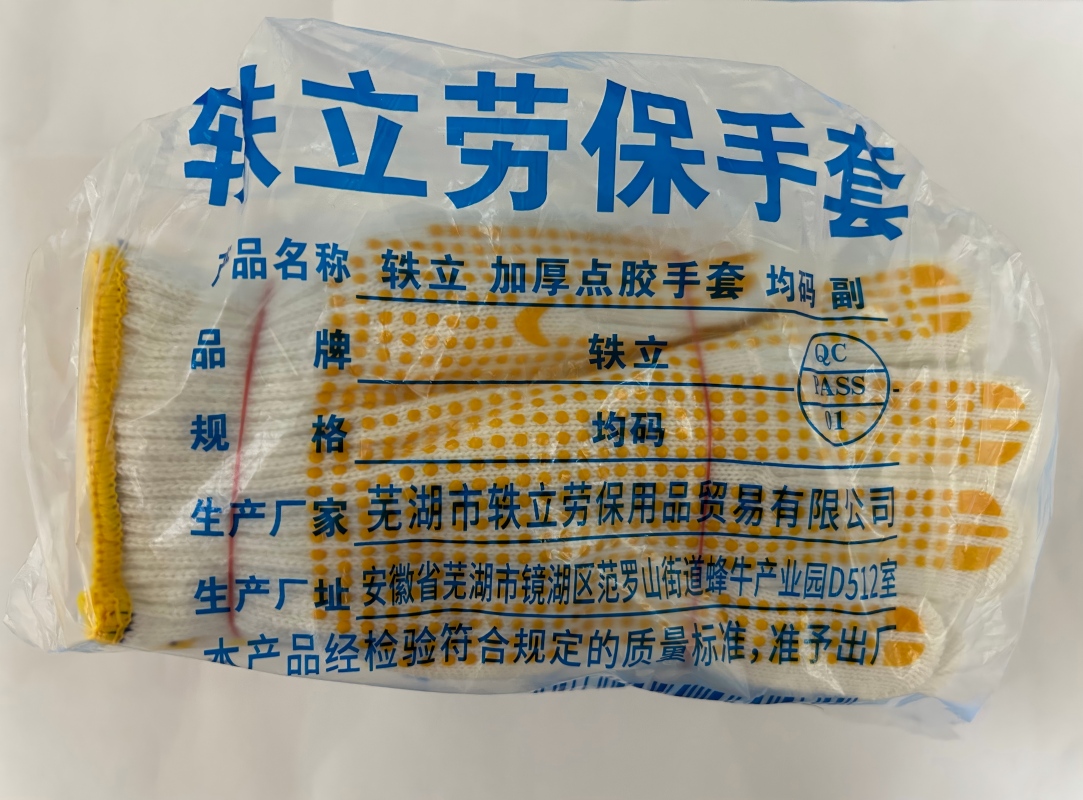 轶立劳保手套
产品名称 轶立 加厚点胶手套 均码 副
品牌 轶立
QC
PASS
01
规格 均码
生产厂家 芜湖市轶立劳保用品贸易有限公司
生产厂址 安徽省芜湖市镜湖区范罗山街道蜂牛产业园D512室
本产品经检验符合规定的质量标准，准予出厂